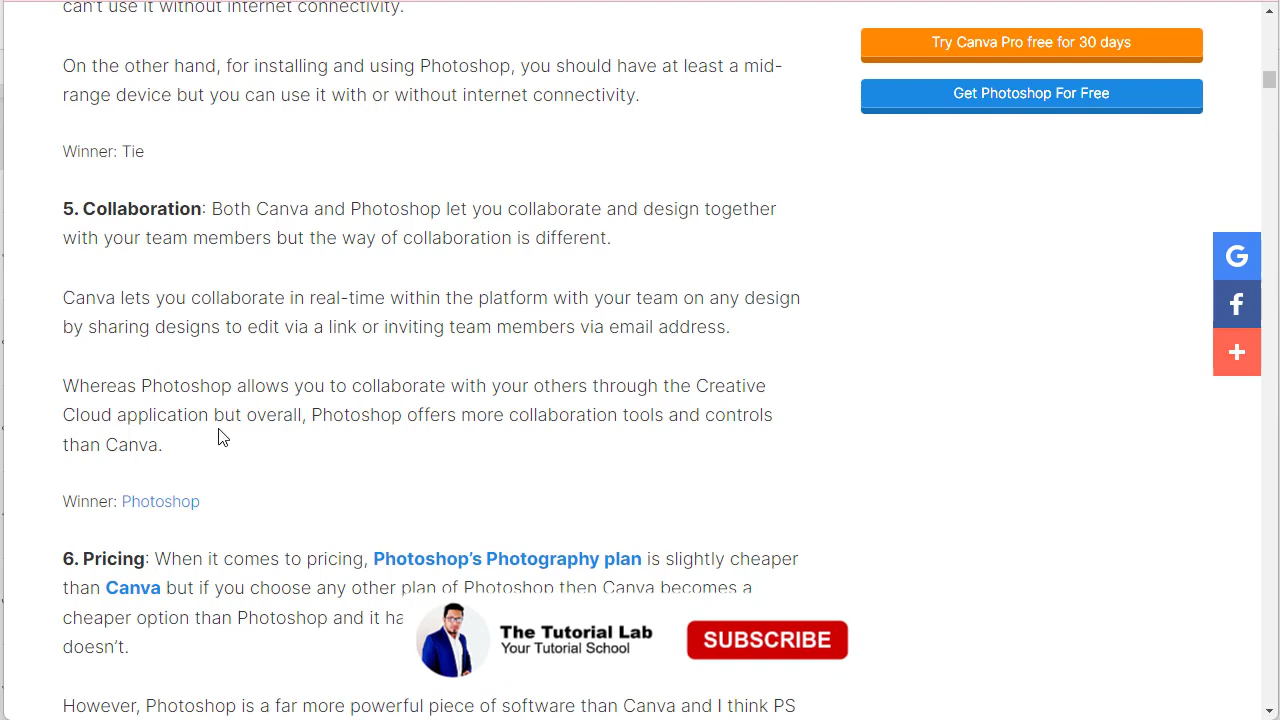 can't use it without internet connectivity.
On the other hand, for installing and using Photoshop, you should have at least a mid-
range device but you can use it with or without internet connectivity.
Winner: Tie
5. Collaboration: Both Canva and Photoshop let you collaborate and design together
with your team members but the way of collaboration is different.
Canva lets you collaborate in real-time within the platform with your team on any design
by sharing designs to edit via a link or inviting team members via email address.
Whereas Photoshop allows you to collaborate with your others through the Creative
Cloud application but overall, Photoshop offers more collaboration tools and controls
than Canva.
Winner: Photoshop
6. Pricing: When it comes to pricing, Photoshop's Photography plan is slightly cheaper
than Canva but if you choose any other plan of Photoshop then Canva becomes a
cheaper option than Photoshop and it ha
doesn't.
However, Photoshop is a far more powerful piece of software than Canva and I think PS
Try Canva Pro free for 30 days
Get Photoshop For Free
G
f
The Tutorial Lab
Your Tutorial School
SUBSCRIBE